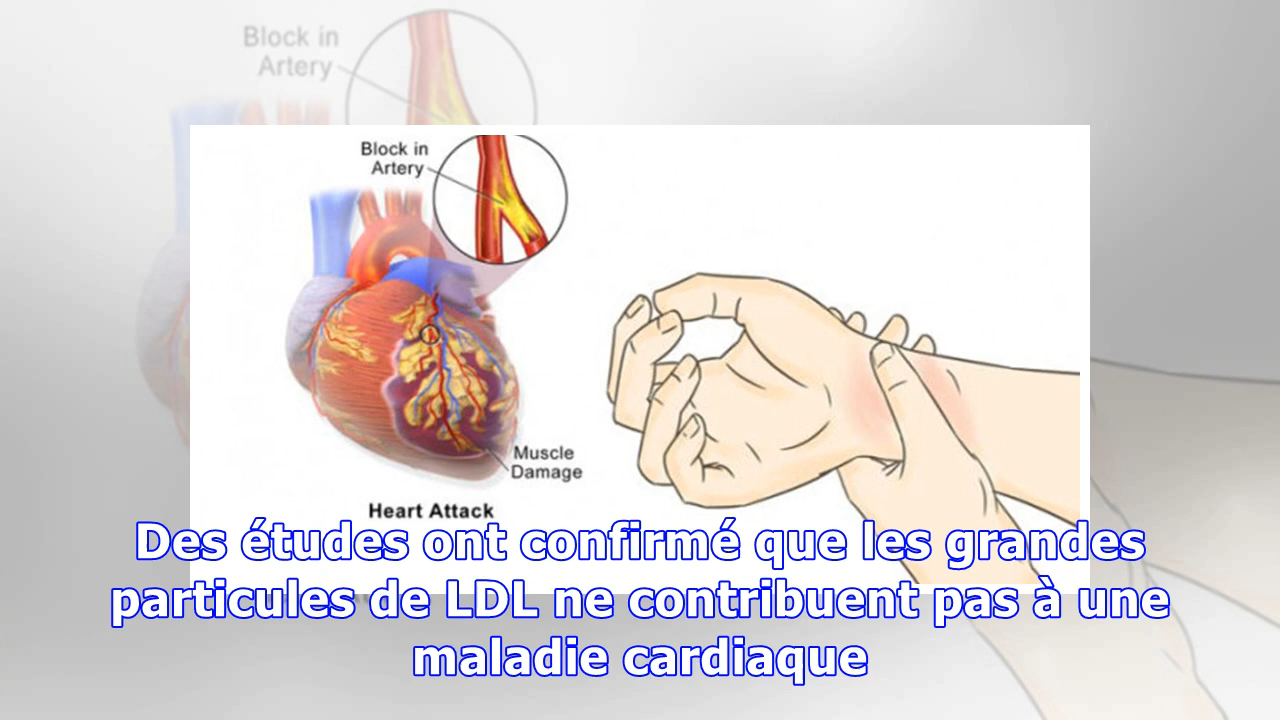 Block in
Artery
Block in
Artery
Muscle
Damage
Heart Attack
Des études ont confirmé que les grandes
particules de LDL ne contribuent pas à une
maladie cardiaque